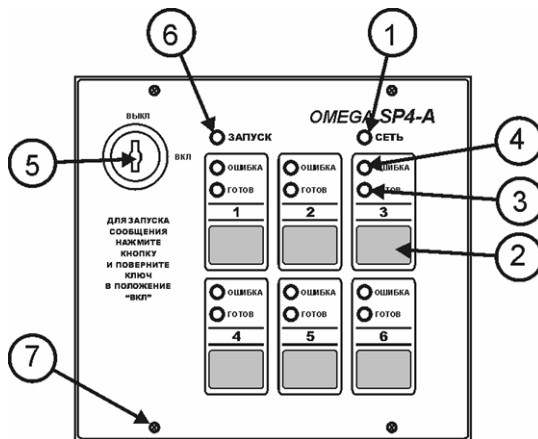 6
1
ВЫКЛ
OMEGA SP4-A
ЗАПУСК
СЕТЬ
4
5
ВКЛ
ОШИБКА
ОШИБКА
ОШИБКА
ГОТОВ
ГОТОВ
ГОТОВ
3
1
2
3
ДЛЯ ЗАПУСКА
СООБЩЕНИЯ
НАЖМИТЕ
КНОПКУ
И ПОВЕРНИТЕ
КЛЮЧ
В ПОЛОЖЕНИЕ
"ВКЛ"
2
ОШИБКА
ОШИБКА
ОШИБКА
ГОТОВ
ГОТОВ
ГОТОВ
4
5
6
7